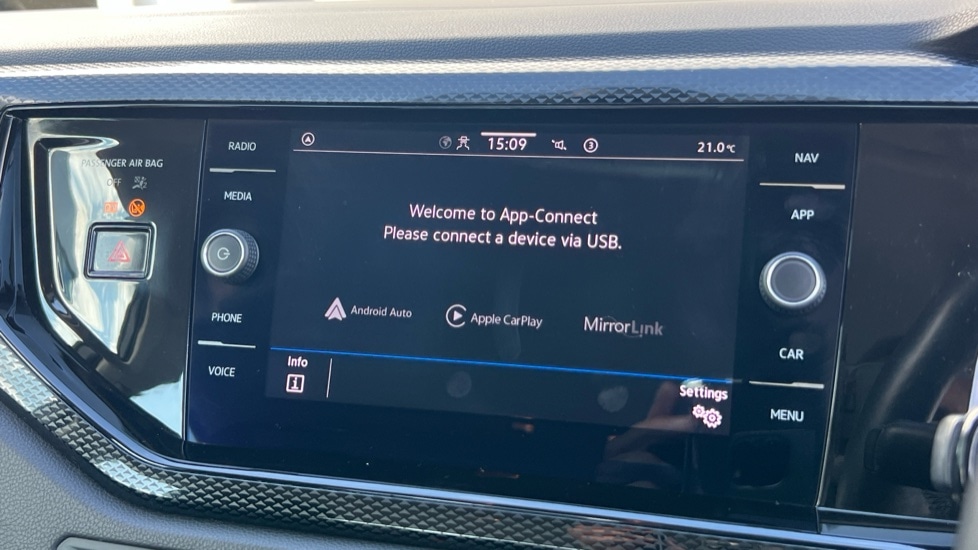 PASSENGER AIR BAG
OFF
RADIO
MEDIA
PHONE
VOICE
15:09
3
21.0°C
Welcome to App-Connect
Please connect a device via USB.
Android Auto
Apple CarPlay
MirrorLink
Info
i
Settings
NAV
APP
CAR
MENU